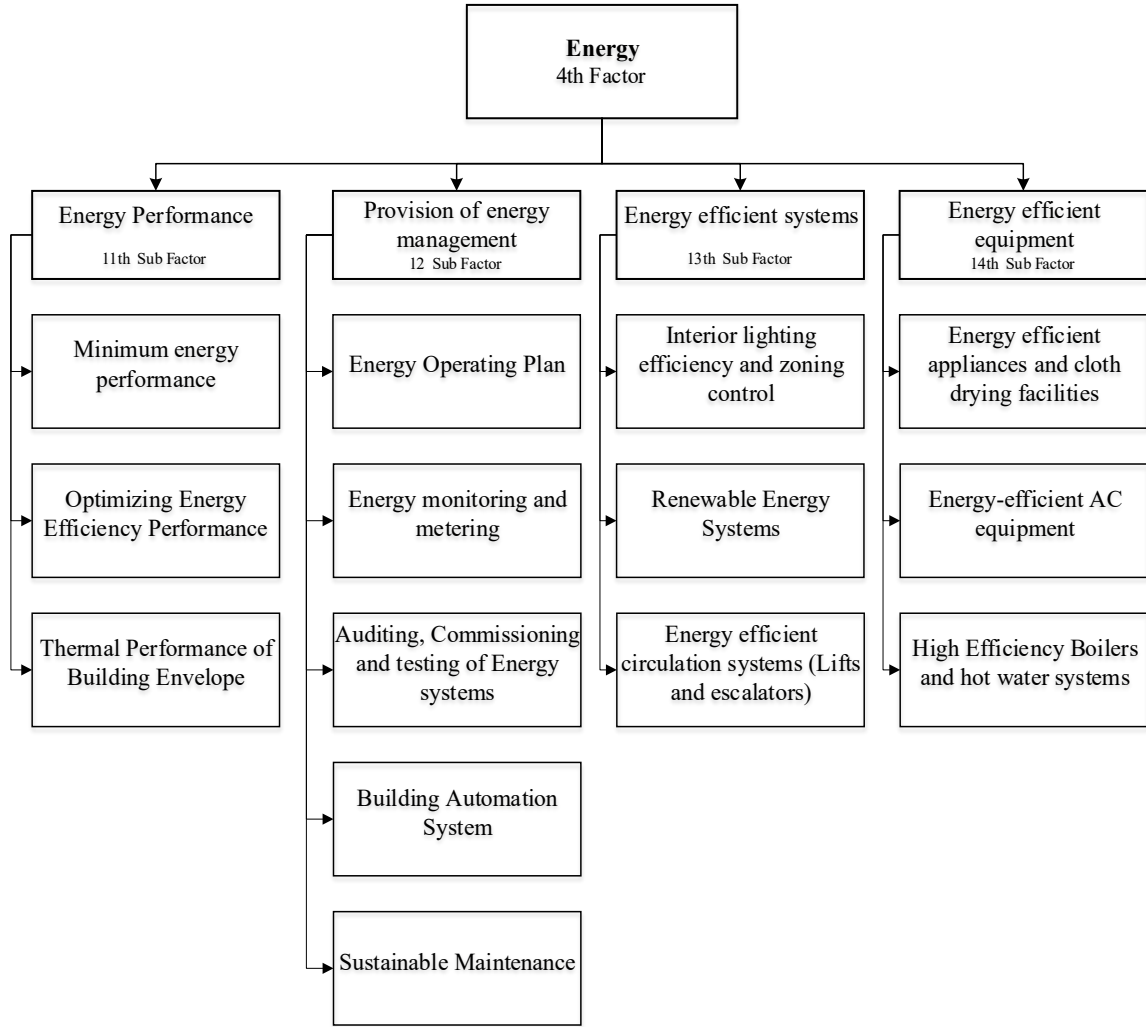 Energy
4th Factor
Energy Performance
11th Sub Factor
Provision of energy
management
12 Sub Factor
Energy efficient systems
13th Sub Factor
Energy efficient
equipment
14th Sub Factor
Minimum energy
performance
Energy Operating Plan
Interior lighting
efficiency and zoning
control
Energy efficient
appliances and cloth
drying facilities
Optimizing Energy
Efficiency Performance
Energy monitoring and
metering
Renewable Energy
Systems
Energy-efficient AC
equipment
Thermal Performance of
Building Envelope
Auditing, Commissioning
and testing of Energy
systems
Energy efficient
circulation systems (Lifts
and escalators)
High Efficiency Boilers
and hot water systems
Building Automation
System
Sustainable Maintenance